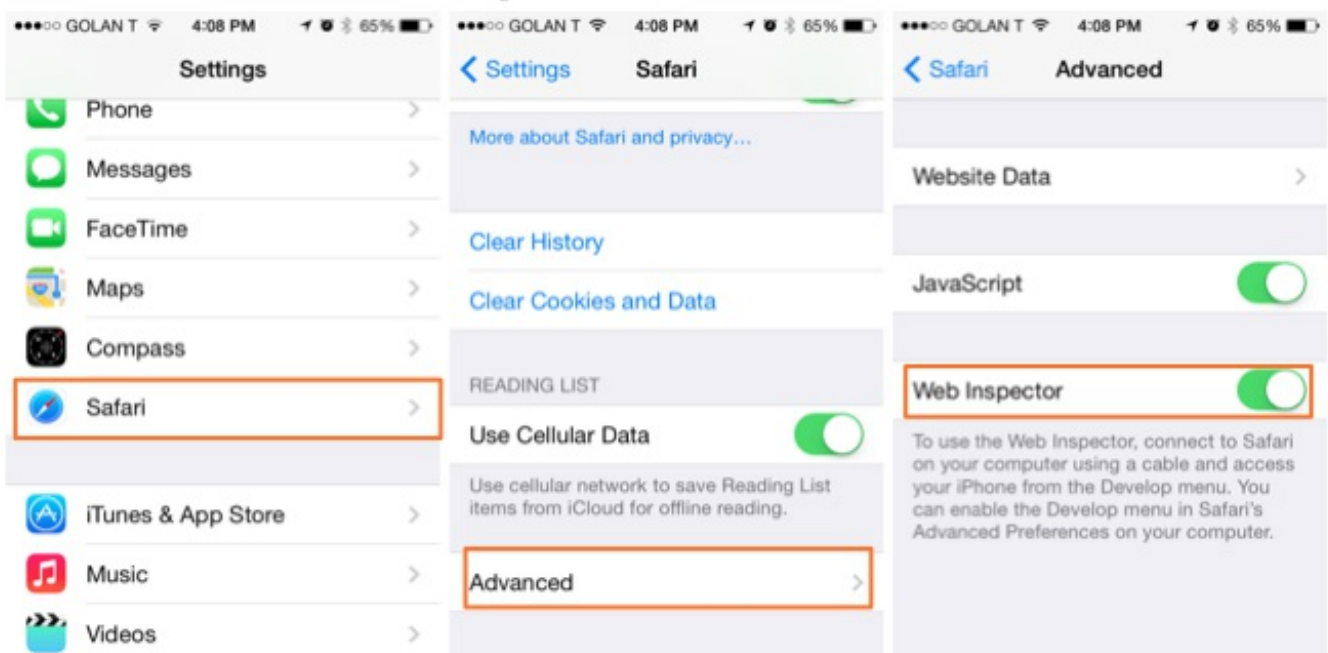 GOLAN T 4:08 PM 65%
Settings
Phone
Messages
FaceTime
Maps
Compass
Safari
iTunes & App Store
Music
Videos
GOLAN T 4:08 PM 65%
Settings Safari
More about Safari and privacy...
Clear History
Clear Cookies and Data
READING LIST
Use Cellular Data
Use cellular network to save Reading List
items from iCloud for offline reading.
Advanced
GOLAN T 4:08 PM 65%
Safari Advanced
Website Data
JavaScript
Web Inspector
To use the Web Inspector, connect to Safari
on your computer using a cable and access
your iPhone from the Develop menu. You
can enable the Develop menu in Safari's
Advanced Preferences on your computer.